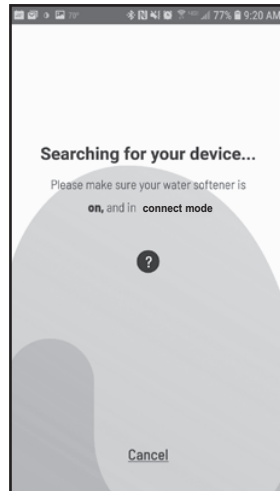 79° 77% 9:20 AM
Searching for your device...
Please make sure your water softener is
on, and in connect mode
?
Cancel